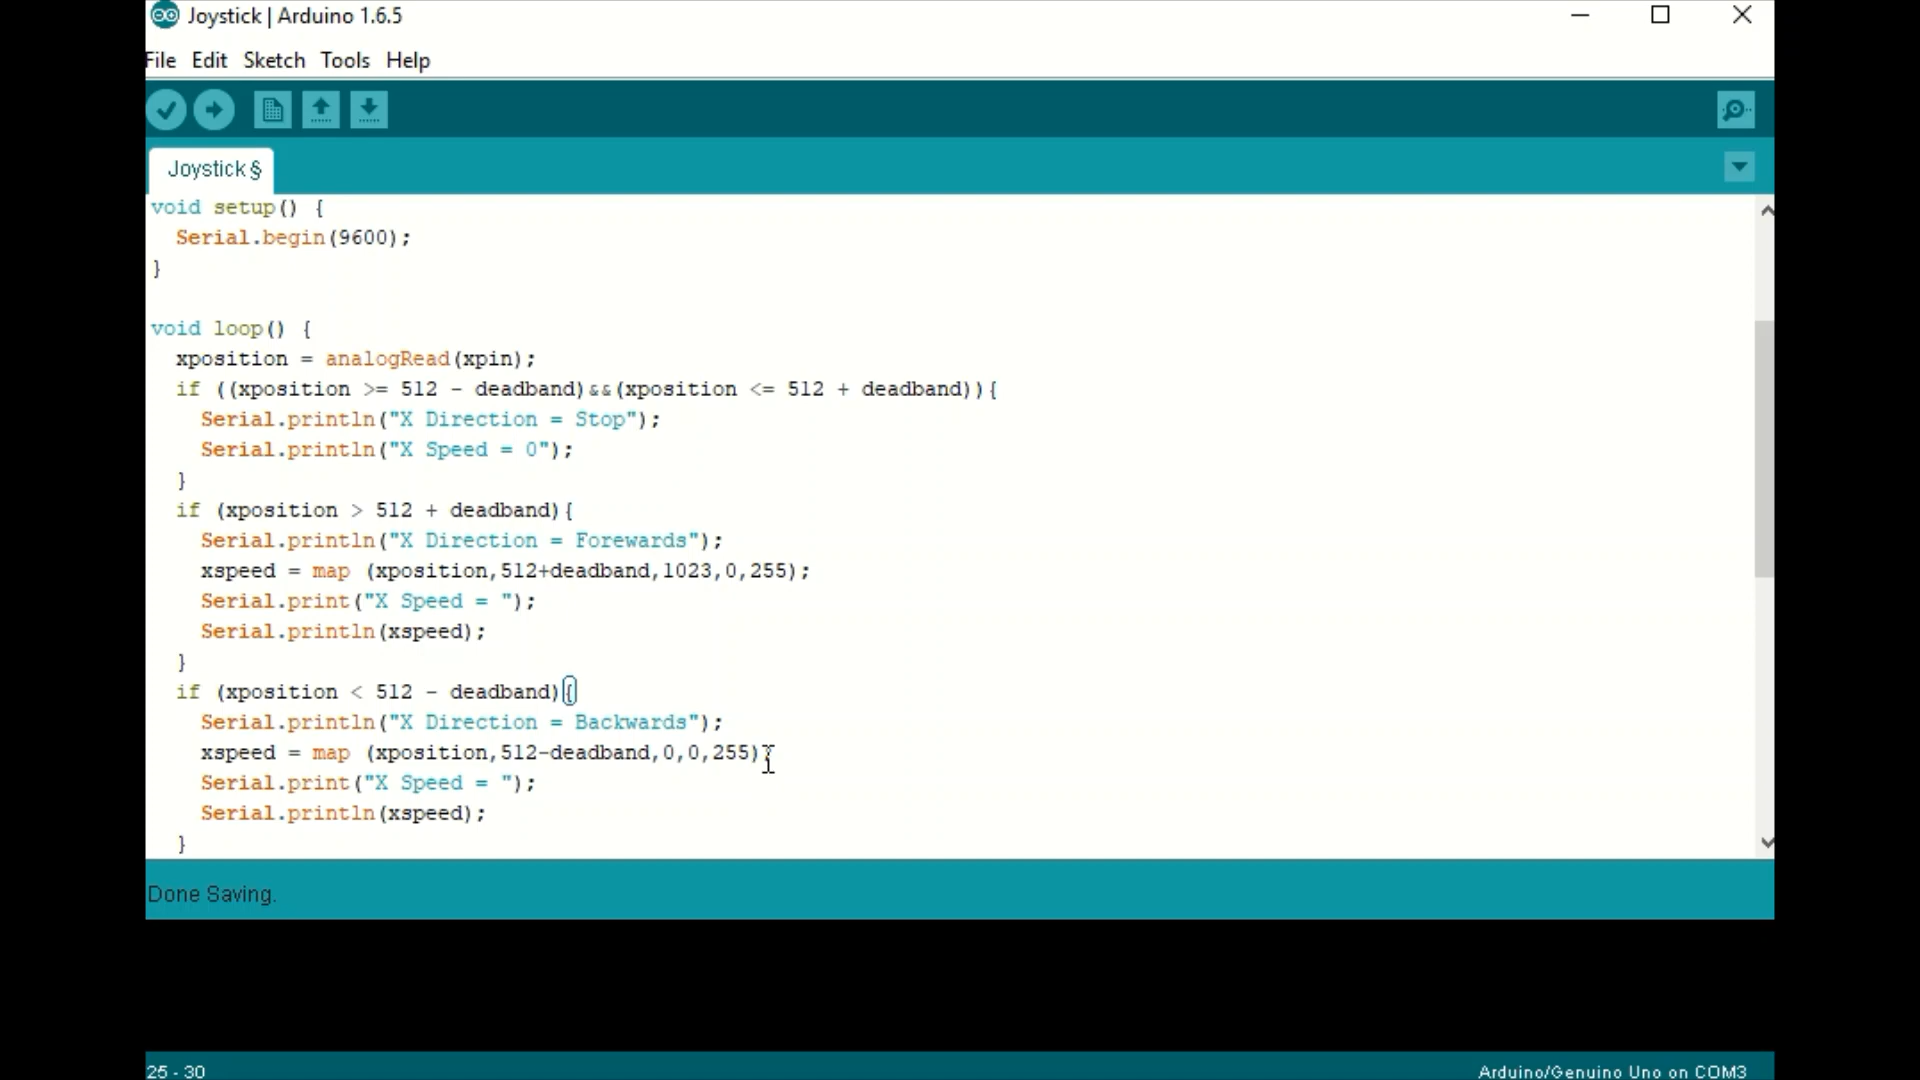 Joystick | Arduino 1.6.5
File Edit Sketch Tools Help
Joystick §
void setup() {
  Serial.begin(9600);
}
void loop() {
  xposition = analogRead(xpin);
  if ((xposition >= 512 - deadband)&&(xposition <= 512 + deadband)){
    Serial.println("X Direction = Stop");
    Serial.println("X Speed = 0");
  }
  if (xposition > 512 + deadband){
    Serial.println("X Direction = Forewards");
    xspeed = map (xposition,512+deadband,1023,0,255);
    Serial.print("X Speed = ");
    Serial.println(xspeed);
  }
  if (xposition < 512 - deadband){
    Serial.println("X Direction = Backwards");
    xspeed = map (xposition,512-deadband,0,0,255);
    Serial.print("X Speed = ");
    Serial.println(xspeed);
  }
Done Saving.
25 - 30
Arduino/Genuino Uno on COM3